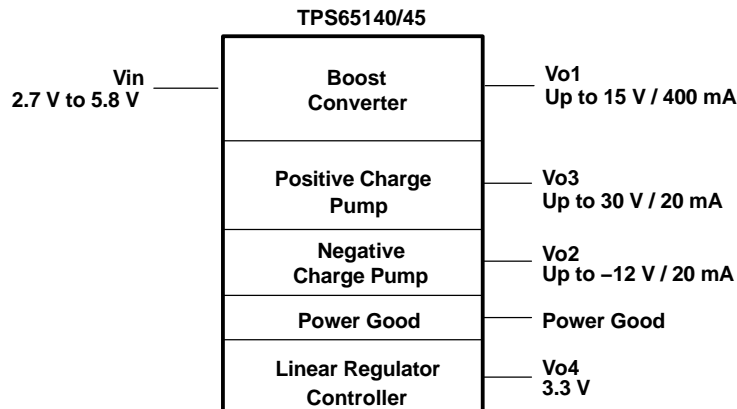 TPS65140/45
Vin
2.7 V to 5.8 V
Boost
Converter
Vo1
Up to 15 V / 400 mA
Positive Charge
Pump
Vo3
Up to 30 V / 20 mA
Negative
Charge Pump
Vo2
Up to –12 V / 20 mA
Power Good
Power Good
Linear Regulator
Controller
Vo4
3.3 V